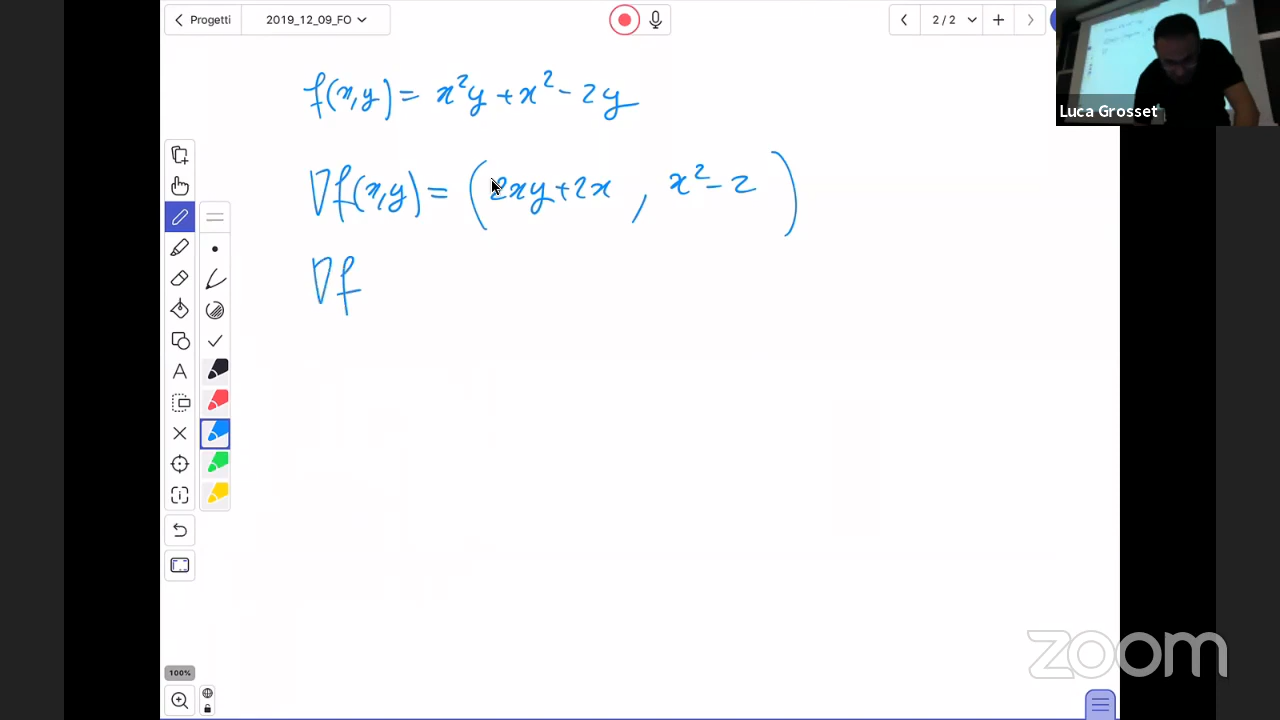 Progetti
2019_12_09_FO
2 / 2
Luca Grosset
f(x,y) = x²y + x² - 2y
∇f(x,y) = (2xy + 2x , x² - 2)
∇f
A
100%
zoom